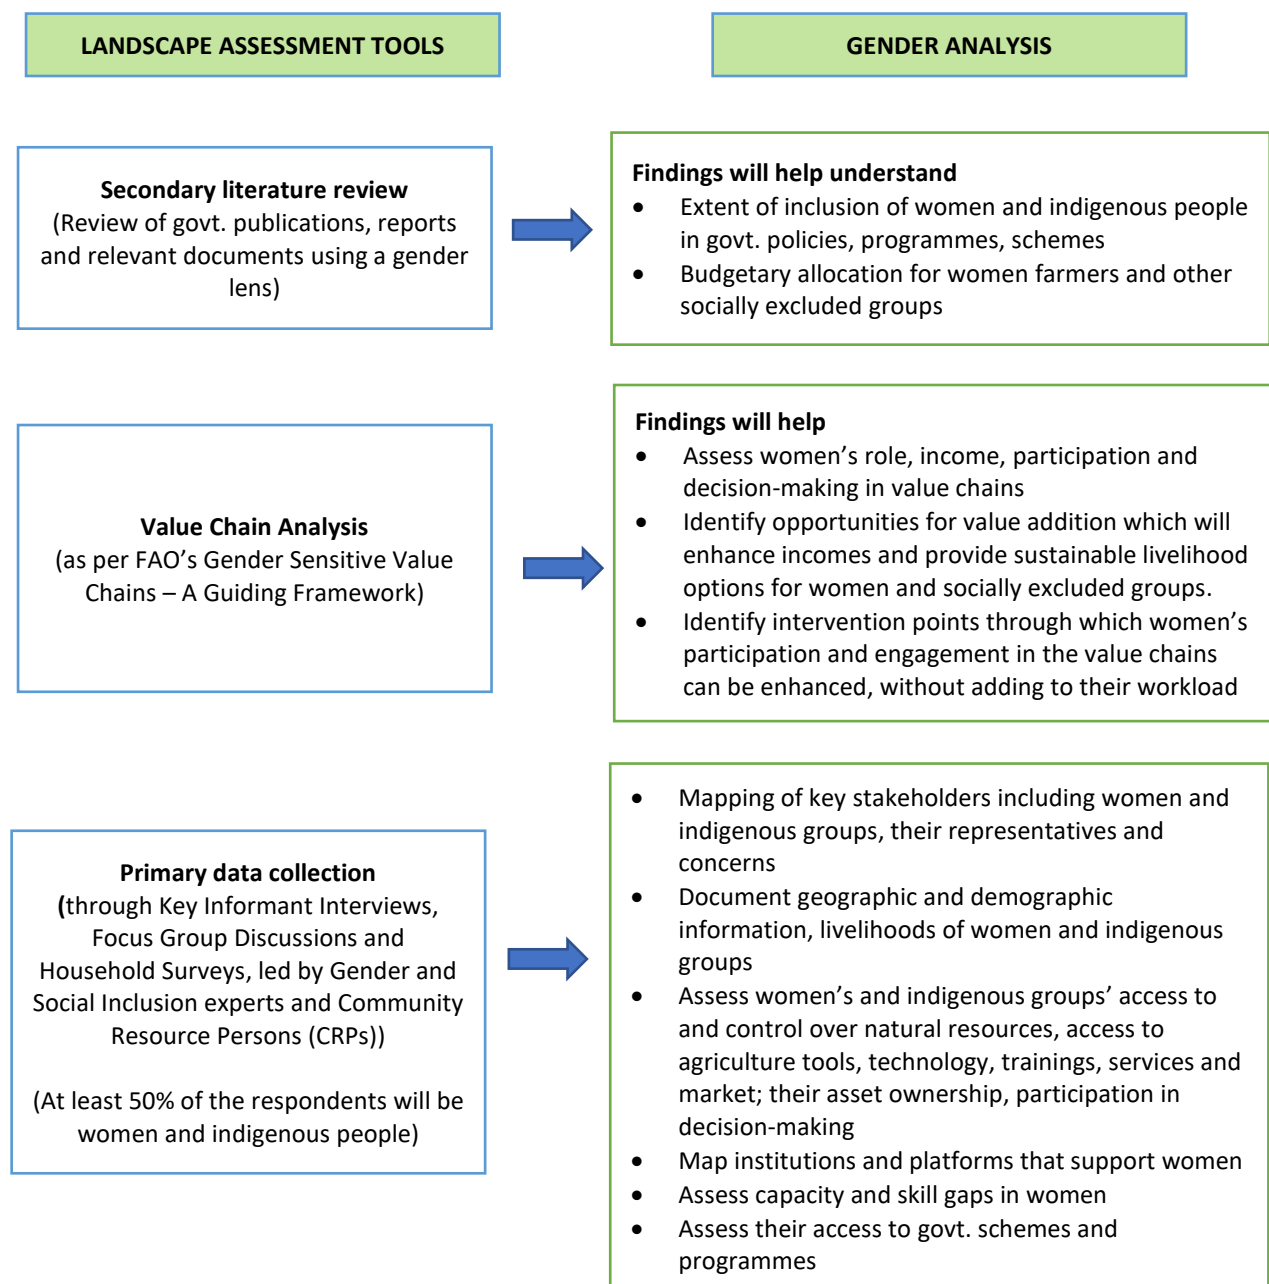 LANDSCAPE ASSESSMENT TOOLS
GENDER ANALYSIS
Secondary literature review
(Review of govt. publications, reports
and relevant documents using a gender
lens)
Findings will help understand
• Extent of inclusion of women and indigenous people
in govt. policies, programmes, schemes
• Budgetary allocation for women farmers and other
socially excluded groups
Value Chain Analysis
(as per FAO’s Gender Sensitive Value
Chains – A Guiding Framework)
Findings will help
• Assess women’s role, income, participation and
decision-making in value chains
• Identify opportunities for value addition which will
enhance incomes and provide sustainable livelihood
options for women and socially excluded groups.
• Identify intervention points through which women’s
participation and engagement in the value chains
can be enhanced, without adding to their workload
Primary data collection
(through Key Informant Interviews,
Focus Group Discussions and
Household Surveys, led by Gender and
Social Inclusion experts and Community
Resource Persons (CRPs))
(At least 50% of the respondents will be
women and indigenous people)
• Mapping of key stakeholders including women and
indigenous groups, their representatives and
concerns
• Document geographic and demographic
information, livelihoods of women and indigenous
groups
• Assess women’s and indigenous groups’ access to
and control over natural resources, access to
agriculture tools, technology, trainings, services and
market; their asset ownership, participation in
decision-making
• Map institutions and platforms that support women
• Assess capacity and skill gaps in women
• Assess their access to govt. schemes and
programmes